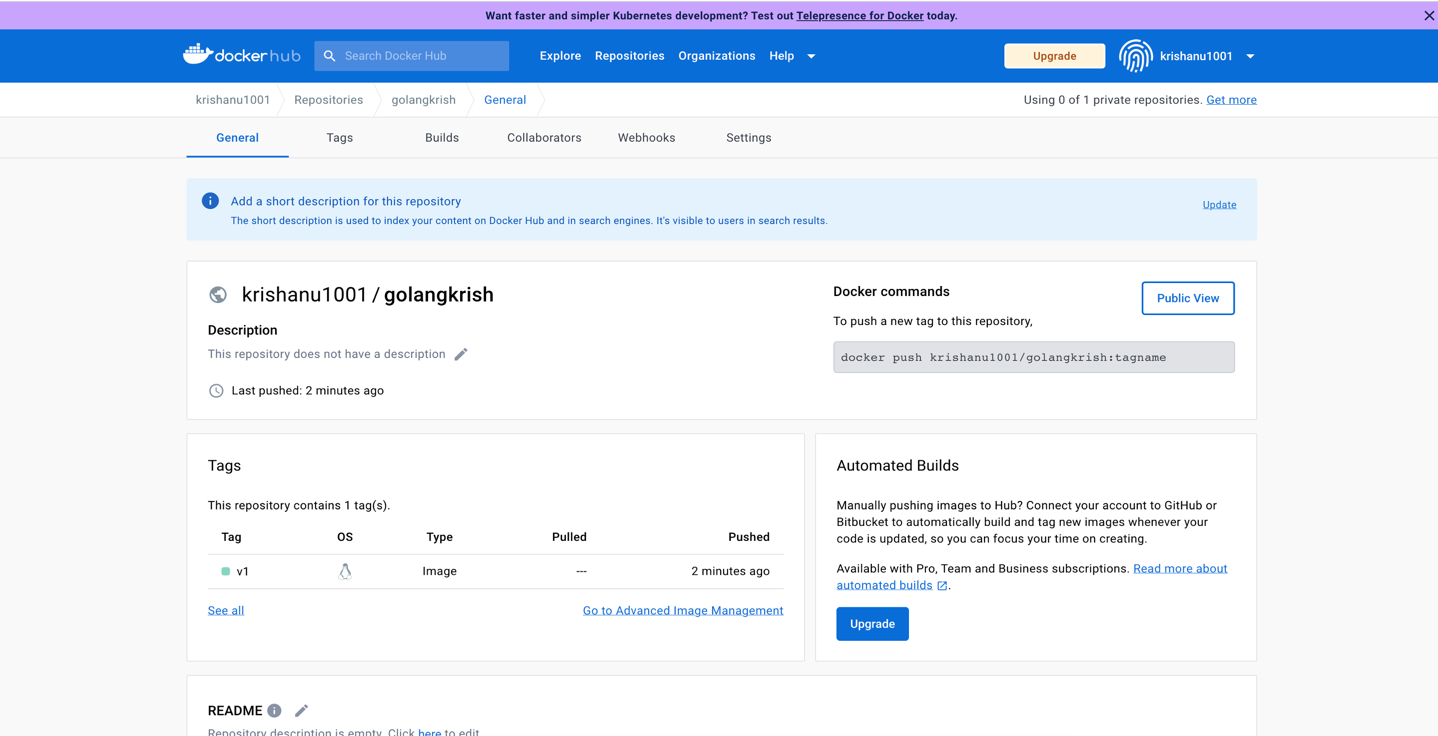 Want faster and simpler Kubernetes development? Test out Telepresence for Docker today.
dockerhub
Search Docker Hub
Explore
Repositories
Organizations
Help
Upgrade
krishanu1001
krishanu1001
Repositories
golangkrish
General
Using 0 of 1 private repositories. Get more
General
Tags
Builds
Collaborators
Webhooks
Settings
Add a short description for this repository
The short description is used to index your content on Docker Hub and in search engines. It's visible to users in search results.
Update
krishanu1001 / golangkrish
Description
This repository does not have a description
Last pushed: 2 minutes ago
Docker commands
Public View
To push a new tag to this repository,
docker push krishanu1001/golangkrish:tagname
Tags
This repository contains 1 tag(s).
Tag OS Type Pulled Pushed
v1 Image --- 2 minutes ago
See all
Go to Advanced Image Management
Automated Builds
Manually pushing images to Hub? Connect your account to GitHub or
Bitbucket to automatically build and tag new images whenever your
code is updated, so you can focus your time on creating.
Available with Pro, Team and Business subscriptions. Read more about
automated builds .
Upgrade
README
Repository description is empty. Click here to edit